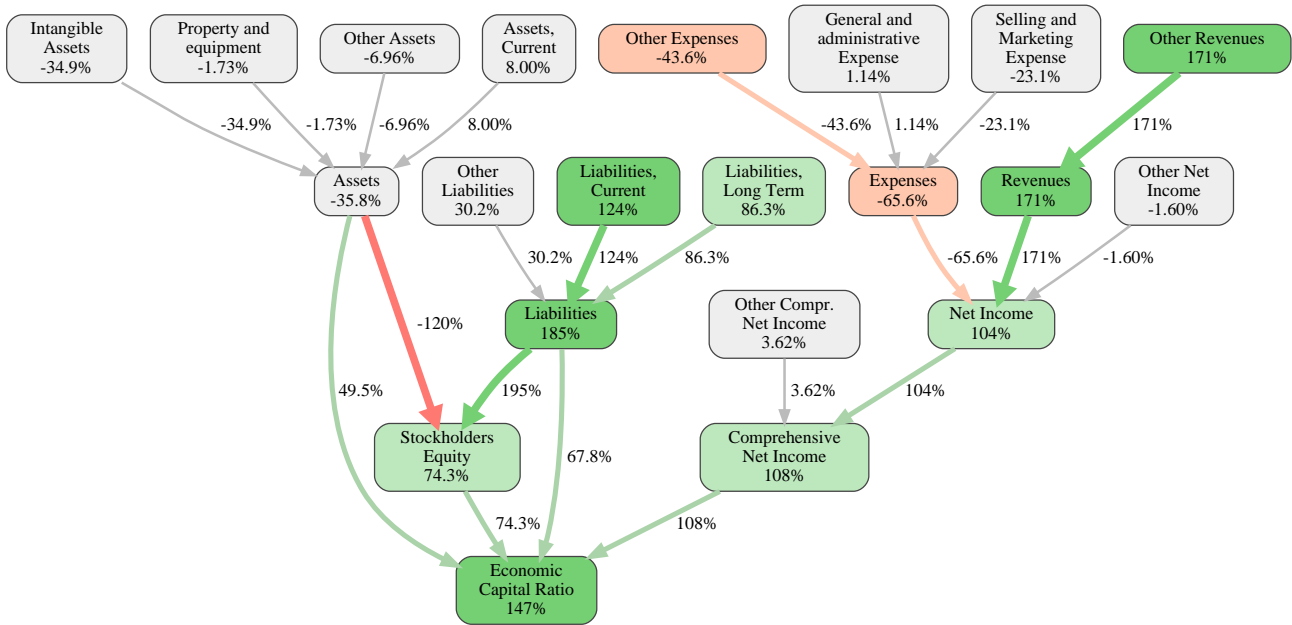 Intangible
Assets
-34.9%
Property and
equipment
-1.73%
Other Assets
-6.96%
Assets,
Current
8.00%
Other Expenses
-43.6%
General and
administrative
Expense
1.14%
Selling and
Marketing
Expense
-23.1%
Other Revenues
171%
-34.9%
-1.73%
-6.96%
8.00%
-43.6%
1.14%
-23.1%
171%
Assets
-35.8%
Other
Liabilities
30.2%
Liabilities,
Current
124%
Liabilities,
Long Term
86.3%
Expenses
-65.6%
Revenues
171%
Other Net
Income
-1.60%
30.2%
124%
86.3%
-65.6%
171%
-1.60%
-120%
Liabilities
185%
Other Compr.
Net Income
3.62%
Net Income
104%
49.5%
195%
3.62%
104%
Stockholders
Equity
74.3%
67.8%
Comprehensive
Net Income
108%
74.3%
108%
Economic
Capital Ratio
147%